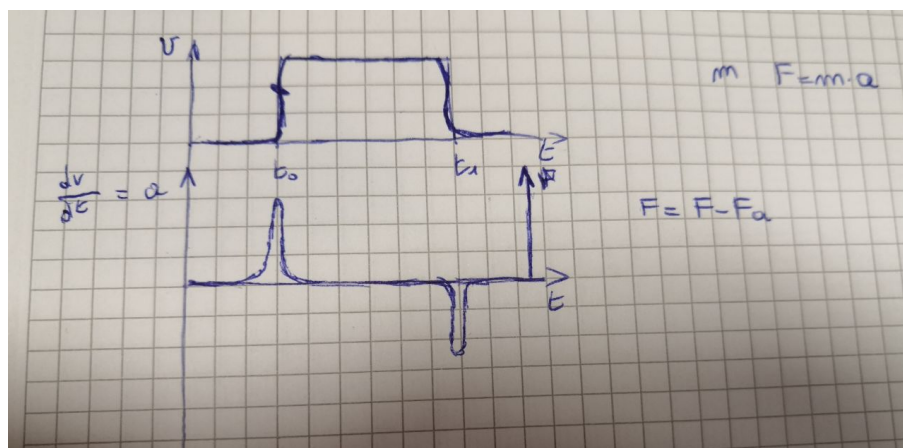 v
m F=m·a
t
t₀ t₁
dv/dt = a
F
F = F-Fa
t